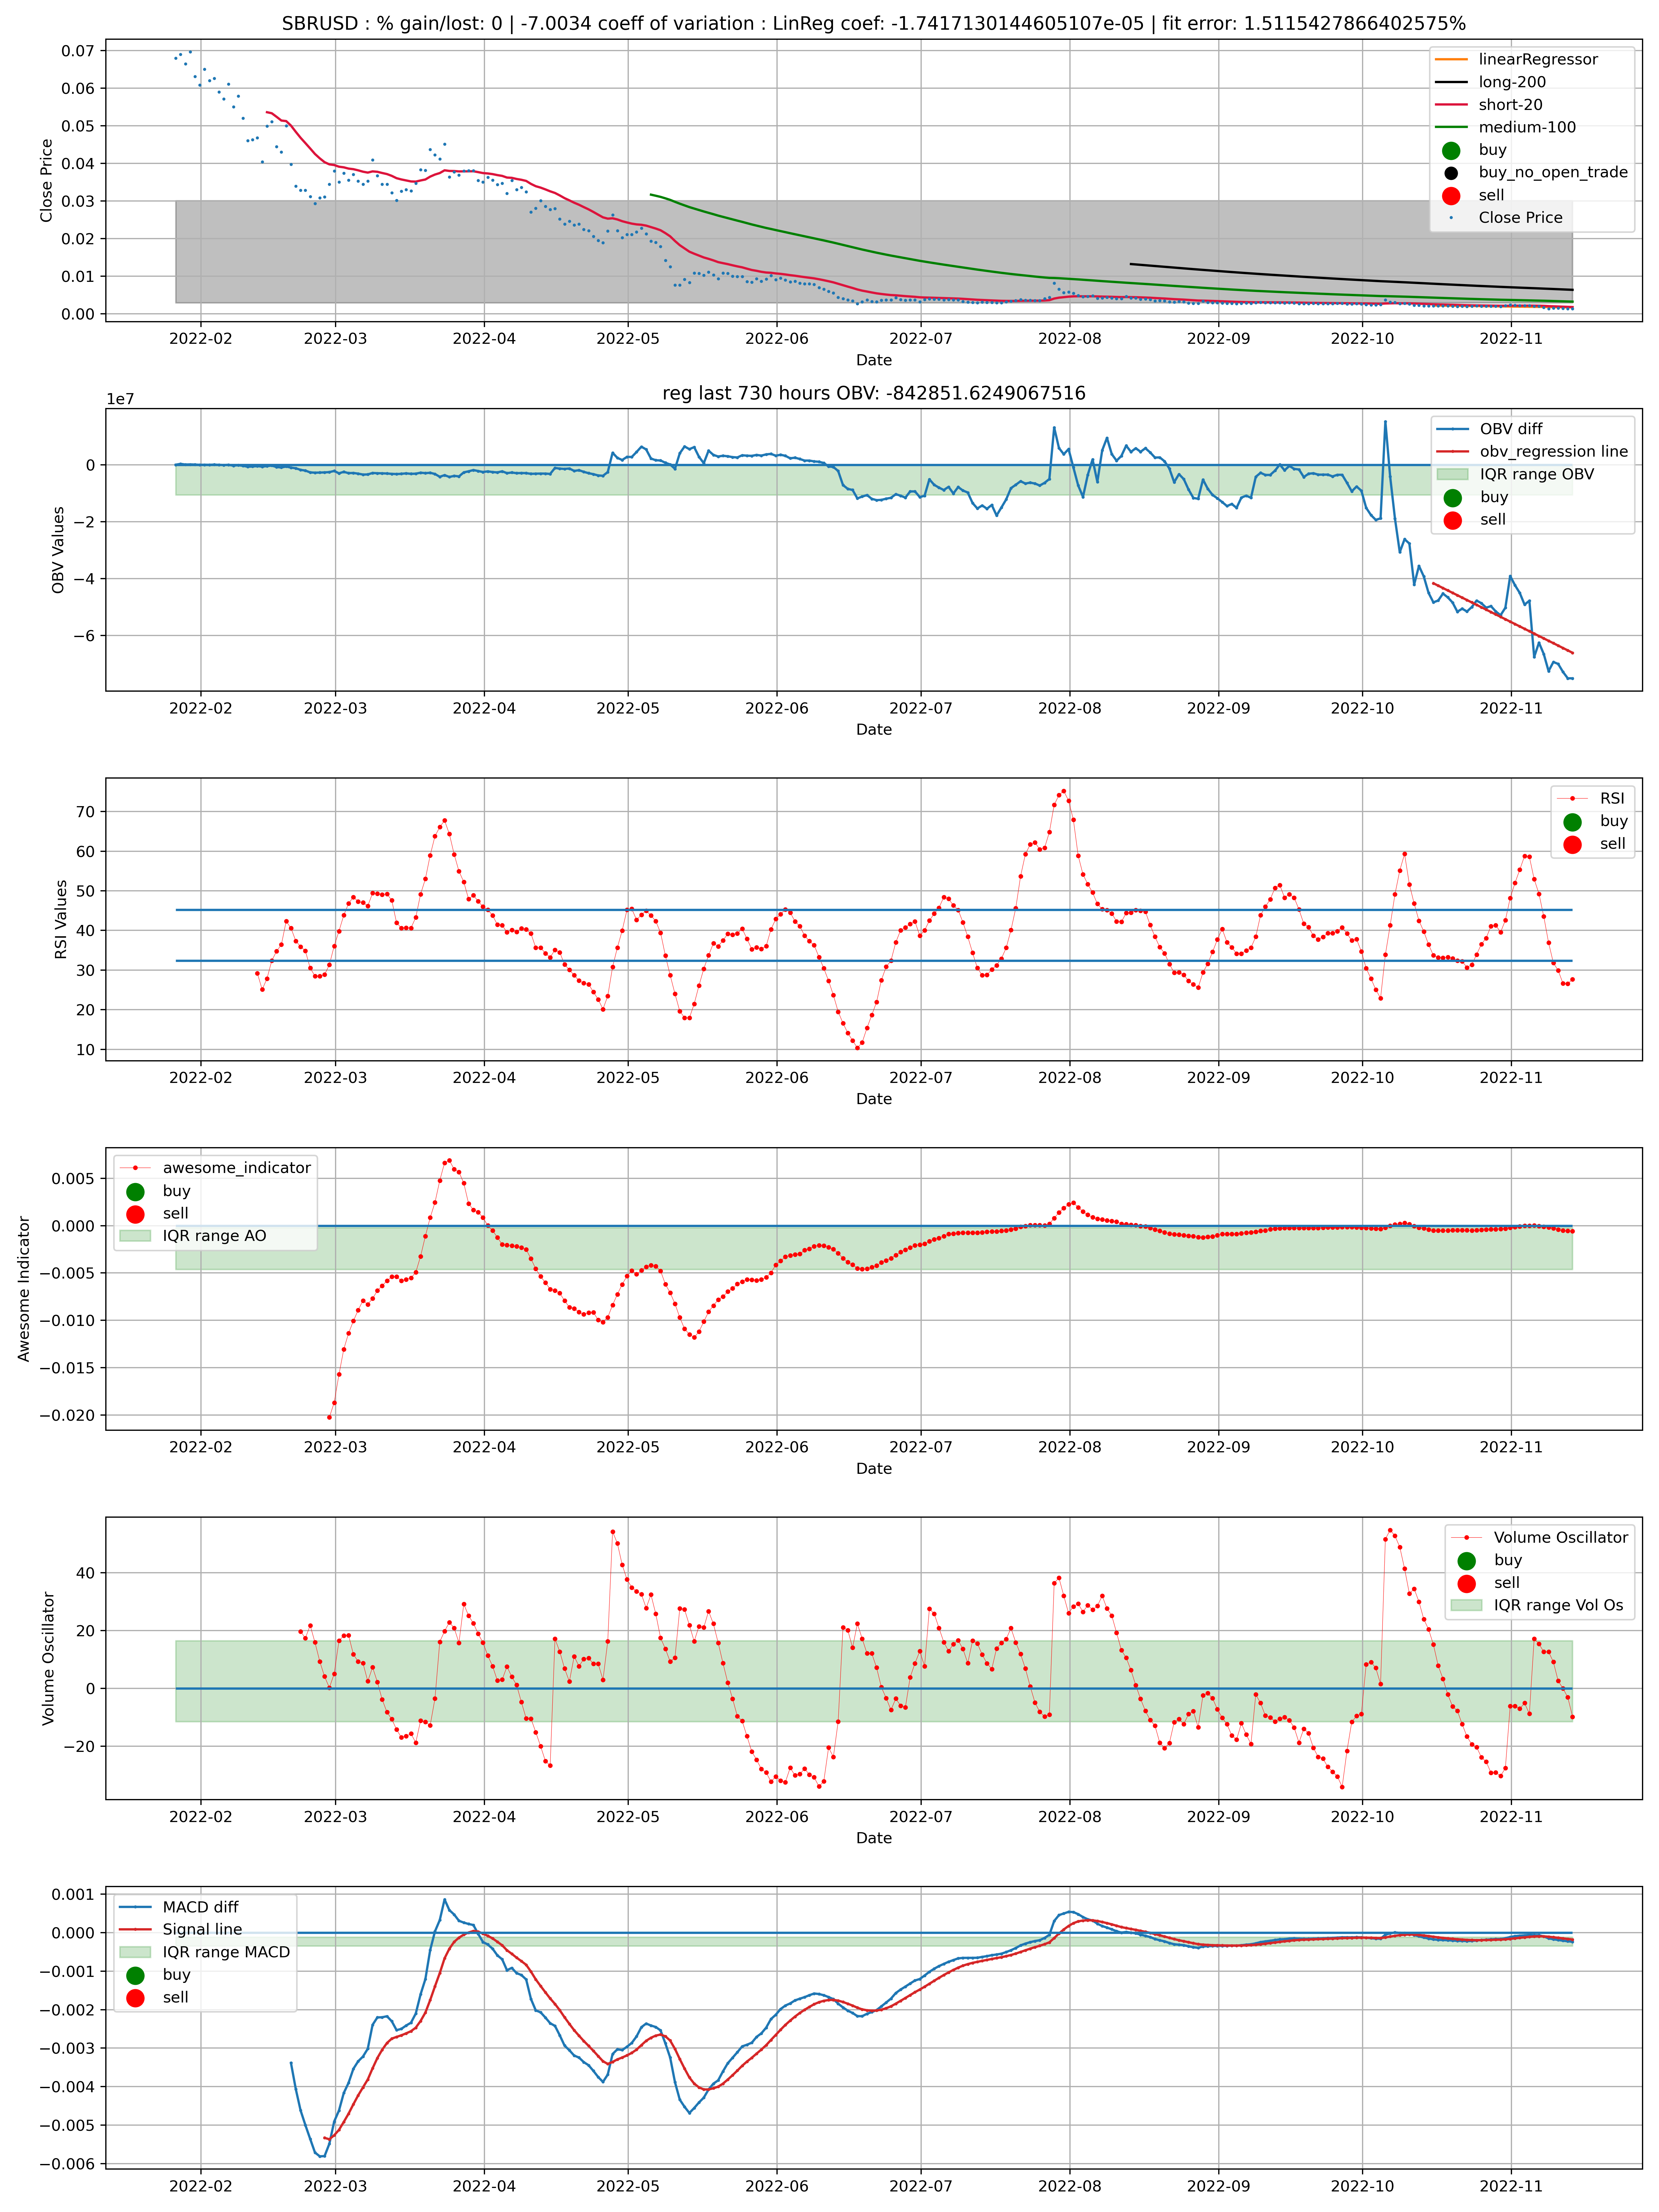 SBRUSD : % gain/lost: 0 | -7.0034 coeff of variation : LinReg coef: -1.7417130144605107e-05 | fit error: 1.5115427866402575%
0.07
0.06
0.05
0.04
0.03
0.02
0.01
0.00
Close Price
linearRegressor
long-200
short-20
medium-100
buy
buy_no_open_trade
sell
Close Price
2022-02 2022-03 2022-04 2022-05 2022-06 2022-07 2022-08 2022-09 2022-10 2022-11
Date
reg last 730 hours OBV: -842851.6249067516
1e7
0
−2
−4
−6
OBV Values
OBV diff
obv_regression line
IQR range OBV
buy
sell
2022-02 2022-03 2022-04 2022-05 2022-06 2022-07 2022-08 2022-09 2022-10 2022-11
Date
70
60
50
40
30
20
10
RSI Values
RSI
buy
sell
2022-02 2022-03 2022-04 2022-05 2022-06 2022-07 2022-08 2022-09 2022-10 2022-11
Date
0.005
0.000
−0.005
−0.010
−0.015
−0.020
Awesome Indicator
awesome_indicator
buy
sell
IQR range AO
2022-02 2022-03 2022-04 2022-05 2022-06 2022-07 2022-08 2022-09 2022-10 2022-11
Date
40
20
0
−20
Volume Oscillator
Volume Oscillator
buy
sell
IQR range Vol Os
2022-02 2022-03 2022-04 2022-05 2022-06 2022-07 2022-08 2022-09 2022-10 2022-11
Date
0.001
0.000
−0.001
−0.002
−0.003
−0.004
−0.005
−0.006
MACD diff
Signal line
IQR range MACD
buy
sell
2022-02 2022-03 2022-04 2022-05 2022-06 2022-07 2022-08 2022-09 2022-10 2022-11